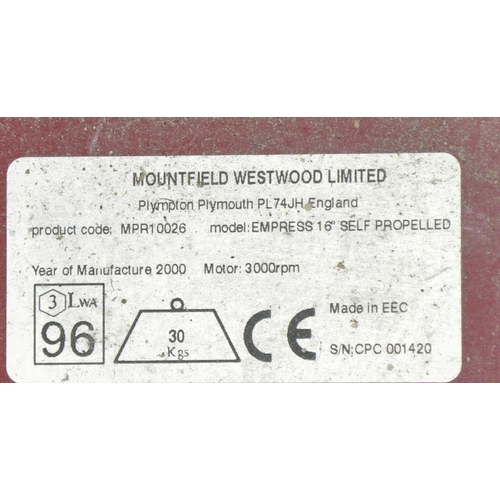 MOUNTFIELD WESTWOOD LIMITED
Plympton Plymouth PL74JH England
product code: MPR10026 model:EMPRESS 16" SELF PROPELLED
Year of Manufacture 2000 Motor: 3000rpm
3 LWA
96
30
Kgs
CE
Made in EEC
S/N;CPC 001420